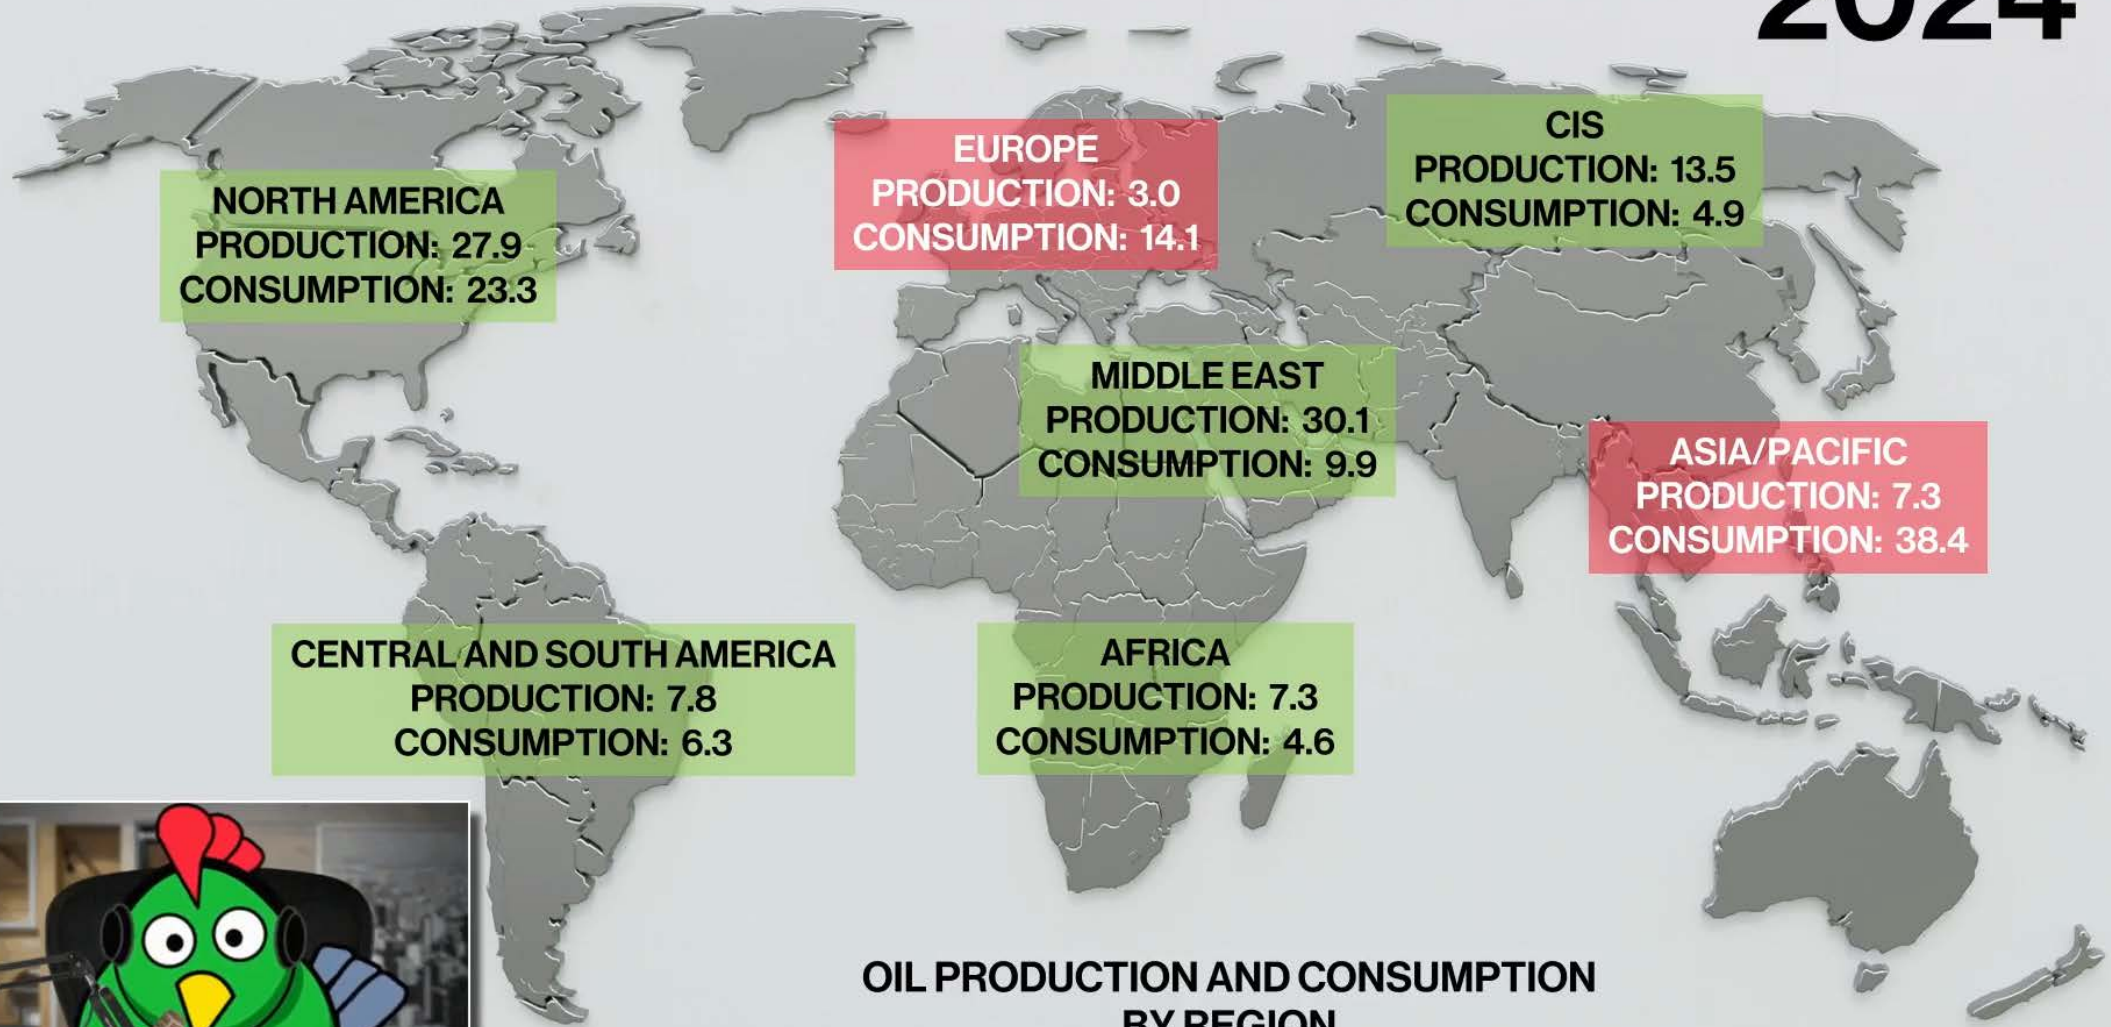 2024
NORTH AMERICA
PRODUCTION: 27.9
CONSUMPTION: 23.3
EUROPE
PRODUCTION: 3.0
CONSUMPTION: 14.1
CIS
PRODUCTION: 13.5
CONSUMPTION: 4.9
MIDDLE EAST
PRODUCTION: 30.1
CONSUMPTION: 9.9
ASIA/PACIFIC
PRODUCTION: 7.3
CONSUMPTION: 38.4
CENTRAL AND SOUTH AMERICA
PRODUCTION: 7.8
CONSUMPTION: 6.3
AFRICA
PRODUCTION: 7.3
CONSUMPTION: 4.6
OIL PRODUCTION AND CONSUMPTION
BY REGION